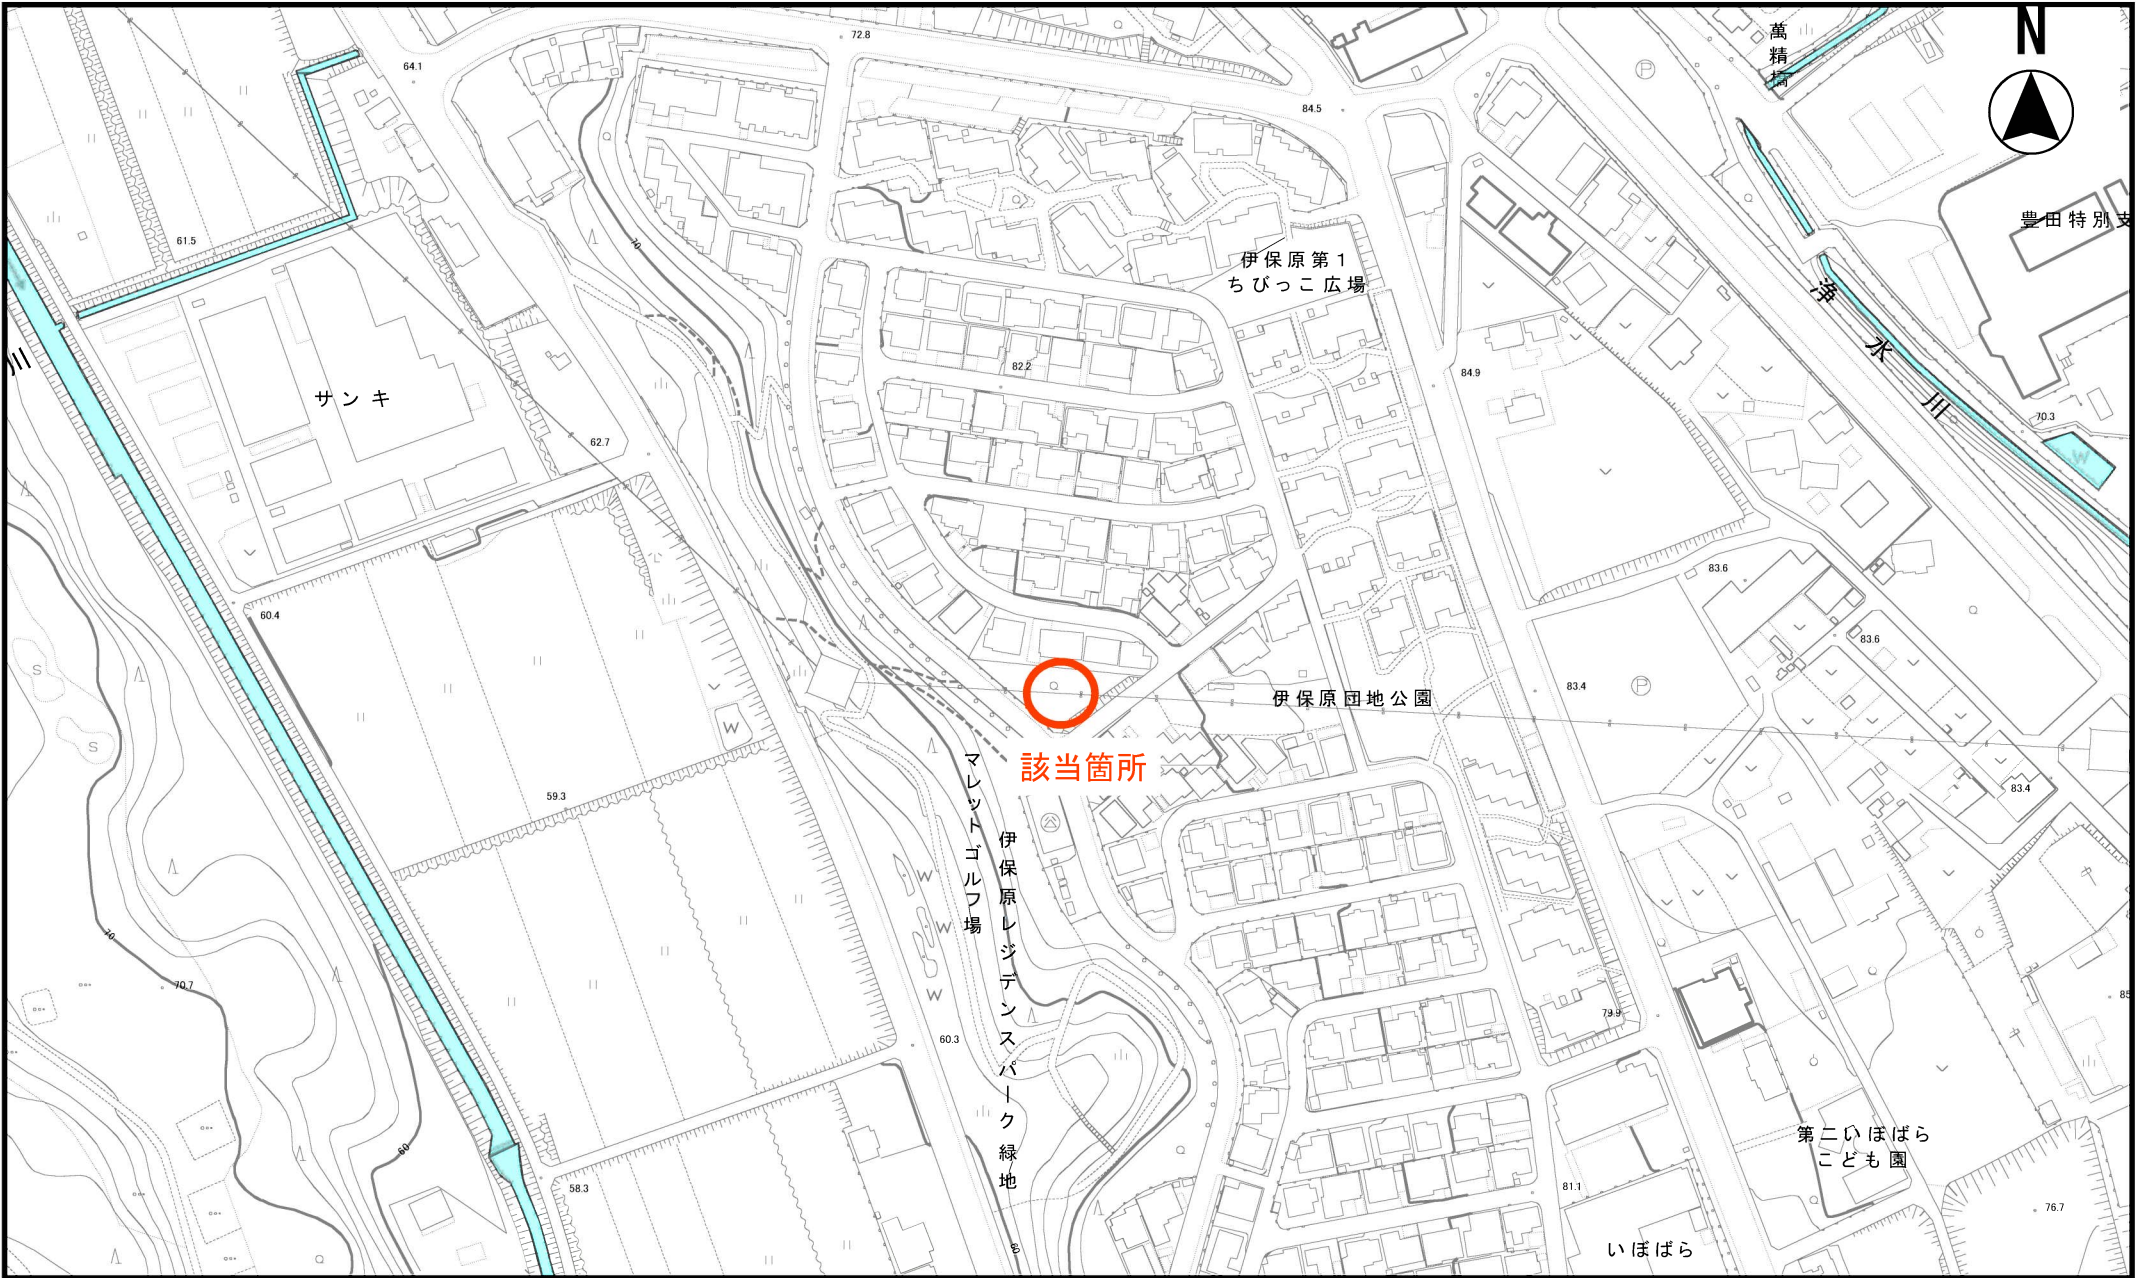 N
72.8
萬精橋
64.1
Ⓟ
84.5
豊田特別支
61.5
70
伊保原第1
ちびっこ広場
浄水川
川
82.2
84.9
サンキ
70.3
W
62.7
83.6
60.4
83.6
S
83.4
Ⓟ
伊保原団地公園
W
S
該当箇所
マレットゴルフ場
59.3
83.4
伊保原レジデンスパーク緑地
W
W
70
70.7
W
79.9
60.3
60
第二いぼばら
こども園
58.3
81.1
76.7
60
いぼばら